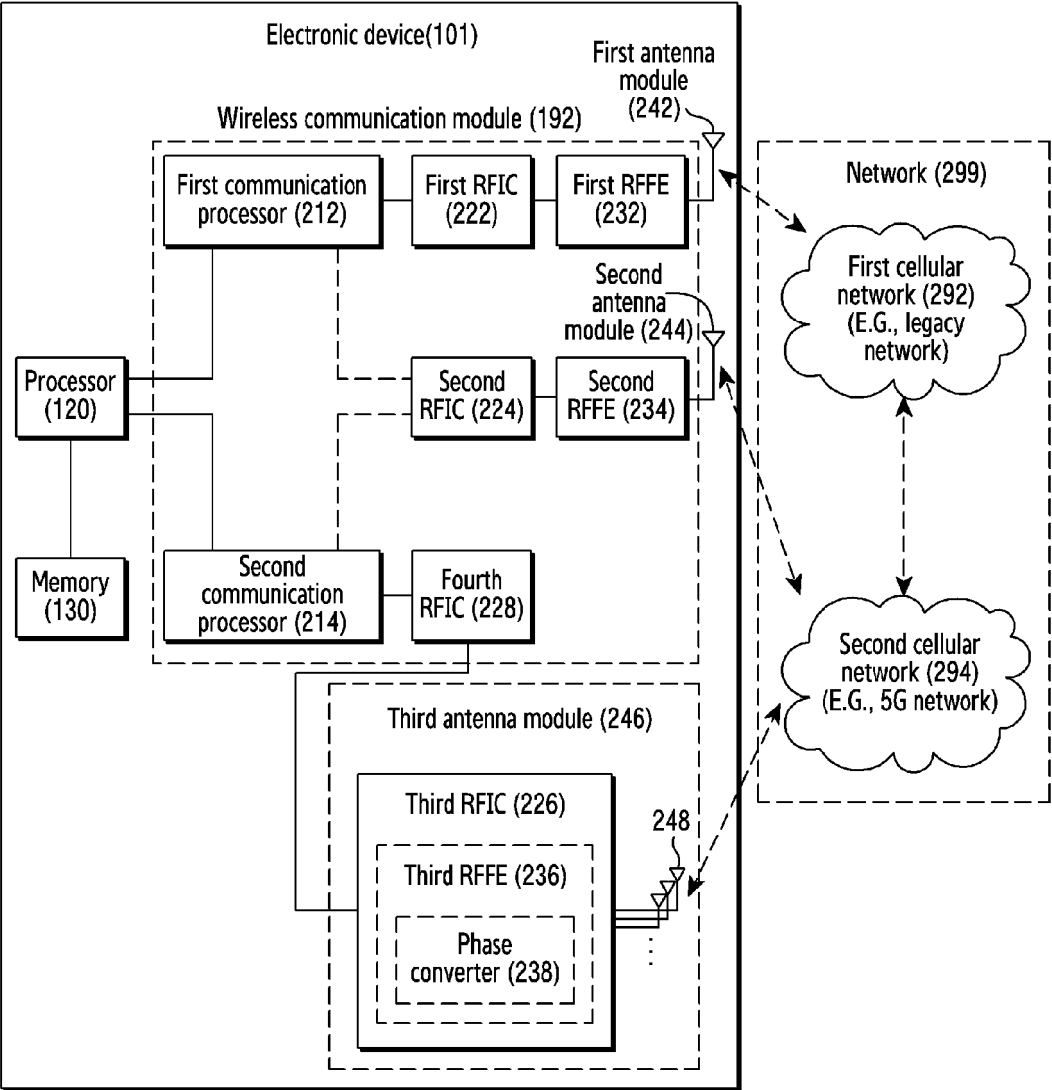 Electronic device(101)
First antenna
module
(242)
Wireless communication module (192)
First communication
processor (212)
First RFIC
(222)
First RFFE
(232)
Network (299)
Second
antenna
module (244)
First cellular
network (292)
(E.G., legacy
network)
Processor
(120)
Second
RFIC (224)
Second
RFFE (234)
Memory
(130)
Second
communication
processor (214)
Fourth
RFIC (228)
Second cellular
network (294)
(E.G., 5G network)
Third antenna module (246)
Third RFIC (226)
248
Third RFFE (236)
Phase
converter (238)